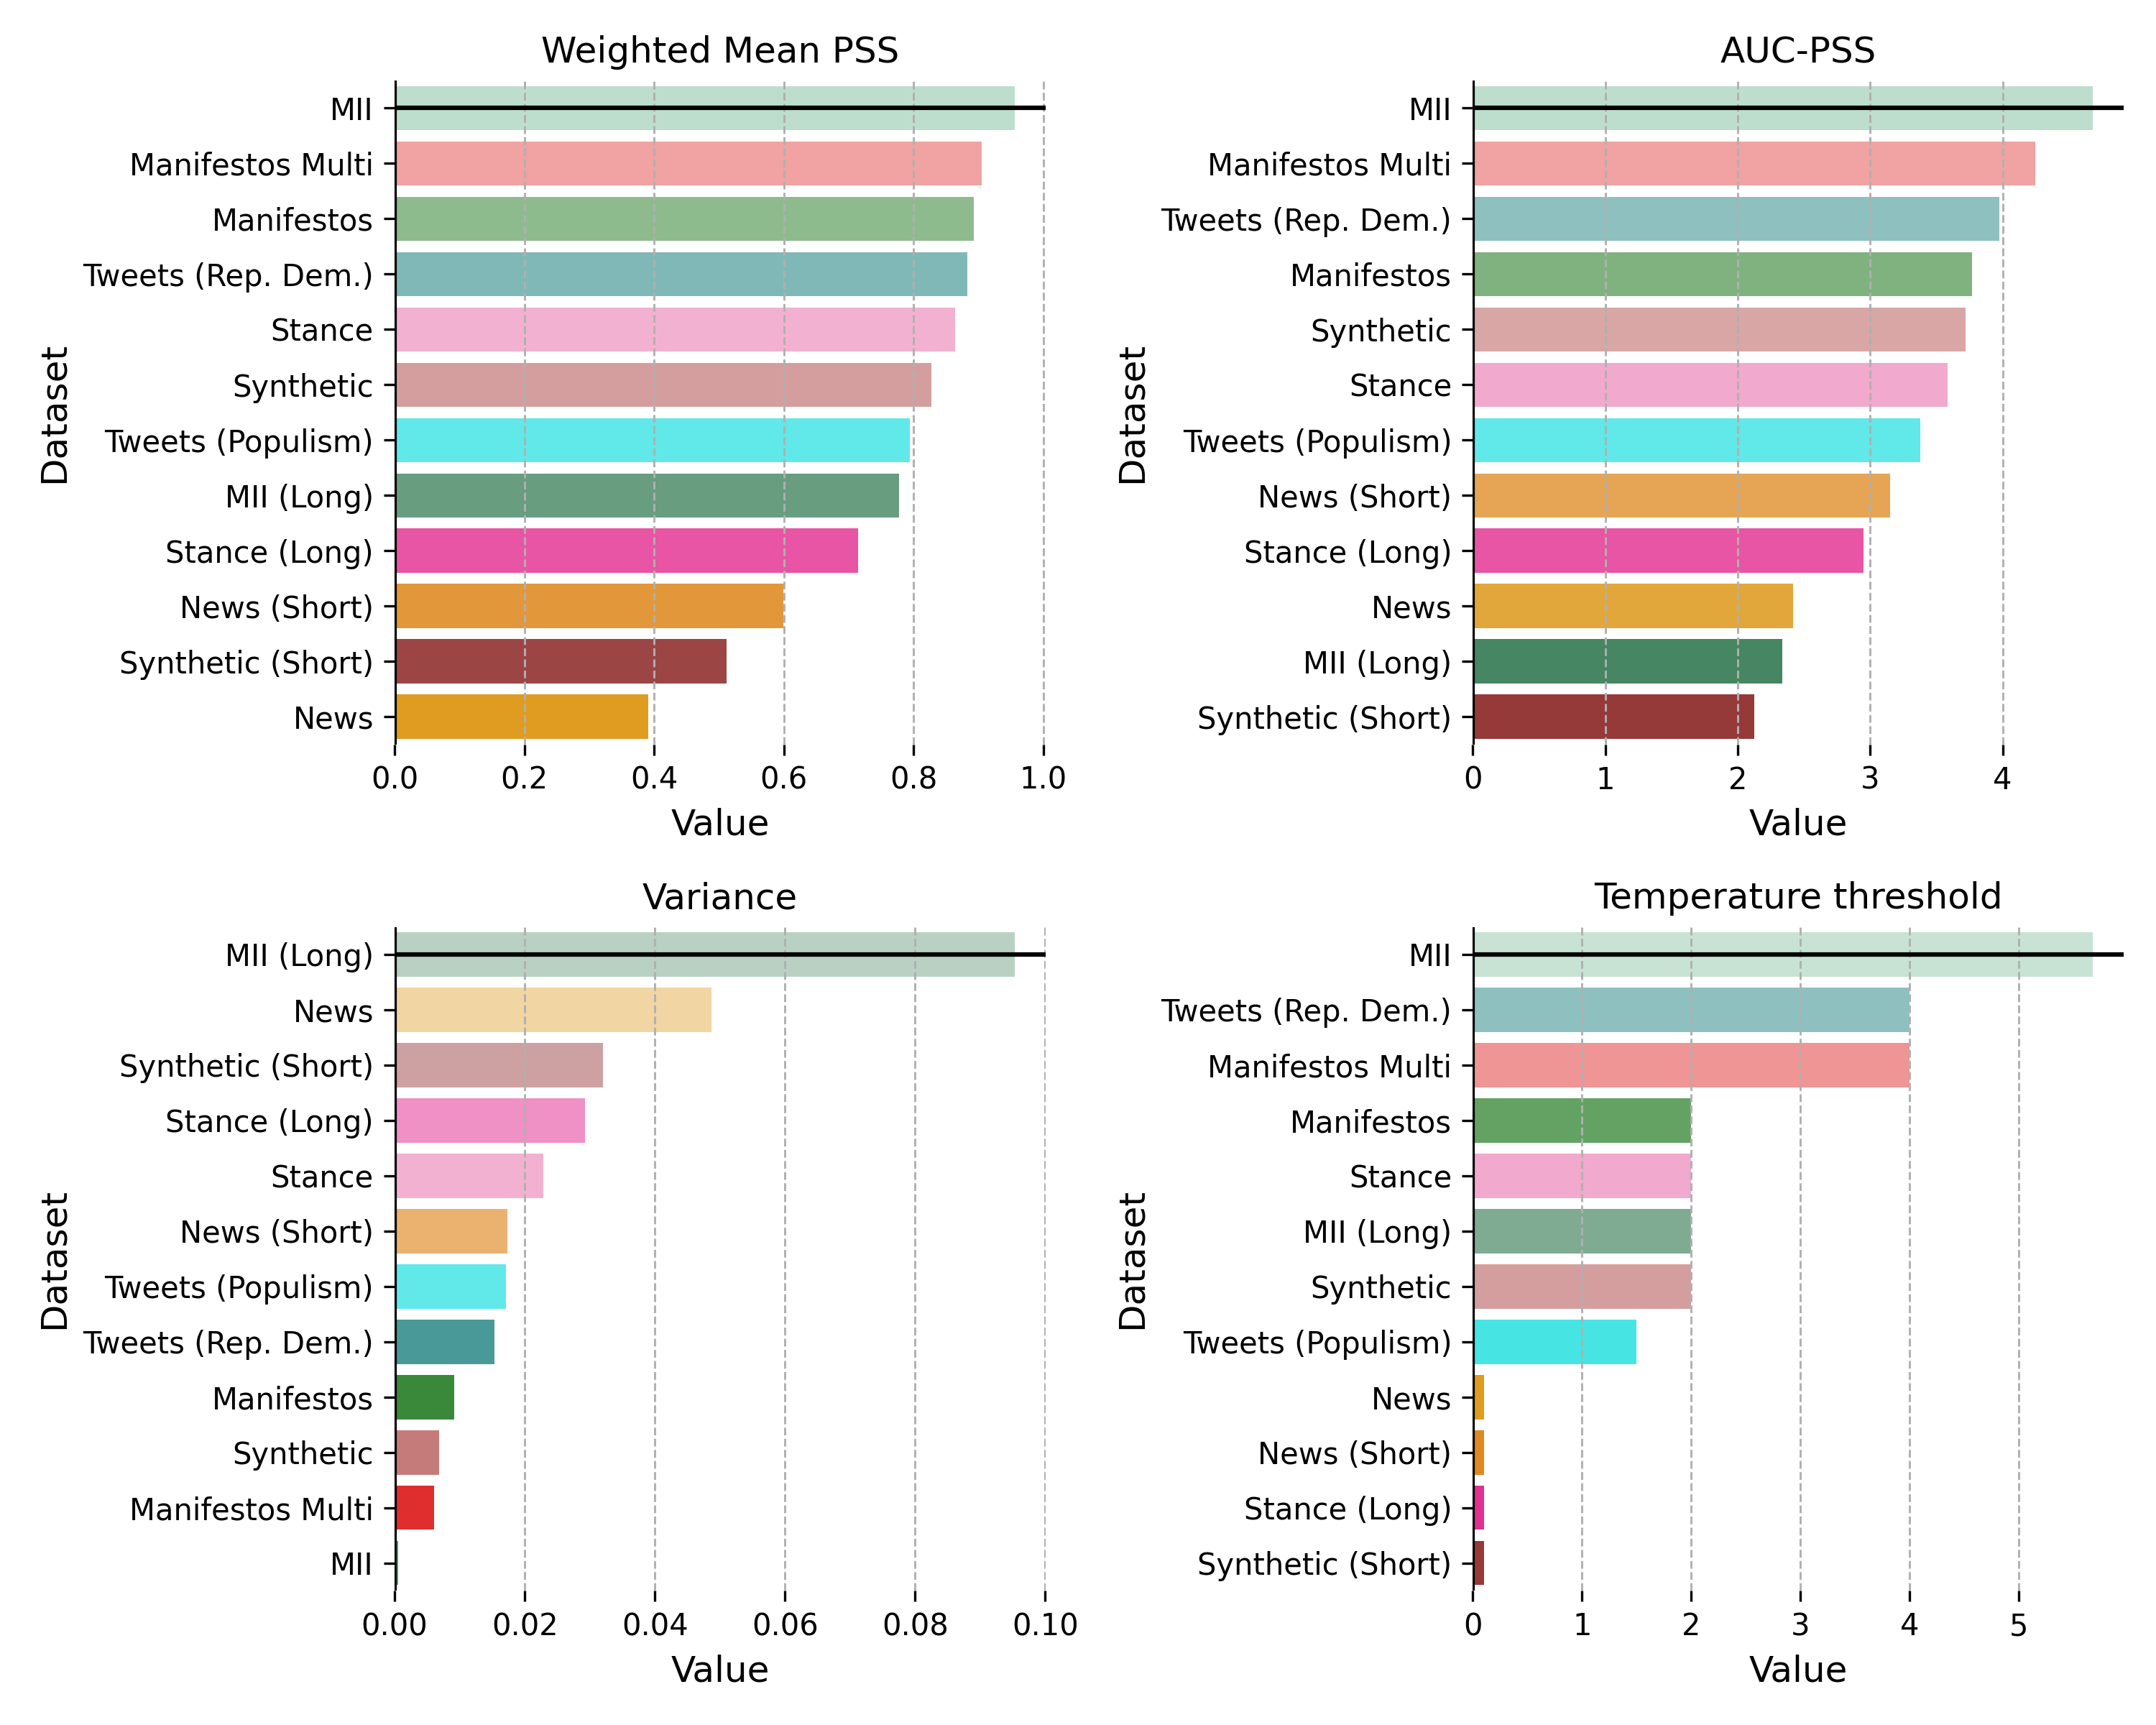 Weighted Mean PSS
MII
Manifestos Multi
Manifestos
Tweets (Rep. Dem.)
Stance
Synthetic
Tweets (Populism)
MII (Long)
Stance (Long)
News (Short)
Synthetic (Short)
News
Dataset
0.0 0.2 0.4 0.6 0.8 1.0
Value
AUC-PSS
MII
Manifestos Multi
Tweets (Rep. Dem.)
Manifestos
Synthetic
Stance
Tweets (Populism)
News (Short)
Stance (Long)
News
MII (Long)
Synthetic (Short)
Dataset
0 1 2 3 4
Value
Variance
MII (Long)
News
Synthetic (Short)
Stance (Long)
Stance
News (Short)
Tweets (Populism)
Tweets (Rep. Dem.)
Manifestos
Synthetic
Manifestos Multi
MII
Dataset
0.00 0.02 0.04 0.06 0.08 0.10
Value
Temperature threshold
MII
Tweets (Rep. Dem.)
Manifestos Multi
Manifestos
Stance
MII (Long)
Synthetic
Tweets (Populism)
News
News (Short)
Stance (Long)
Synthetic (Short)
Dataset
0 1 2 3 4 5
Value